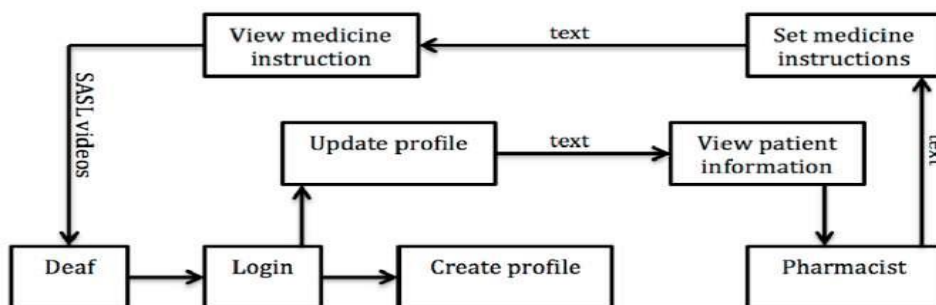 View medicine
instruction
text
Set medicine
instructions
SASL videos
Update profile
text
View patient
information
text
Deaf
Login
Create profile
Pharmacist